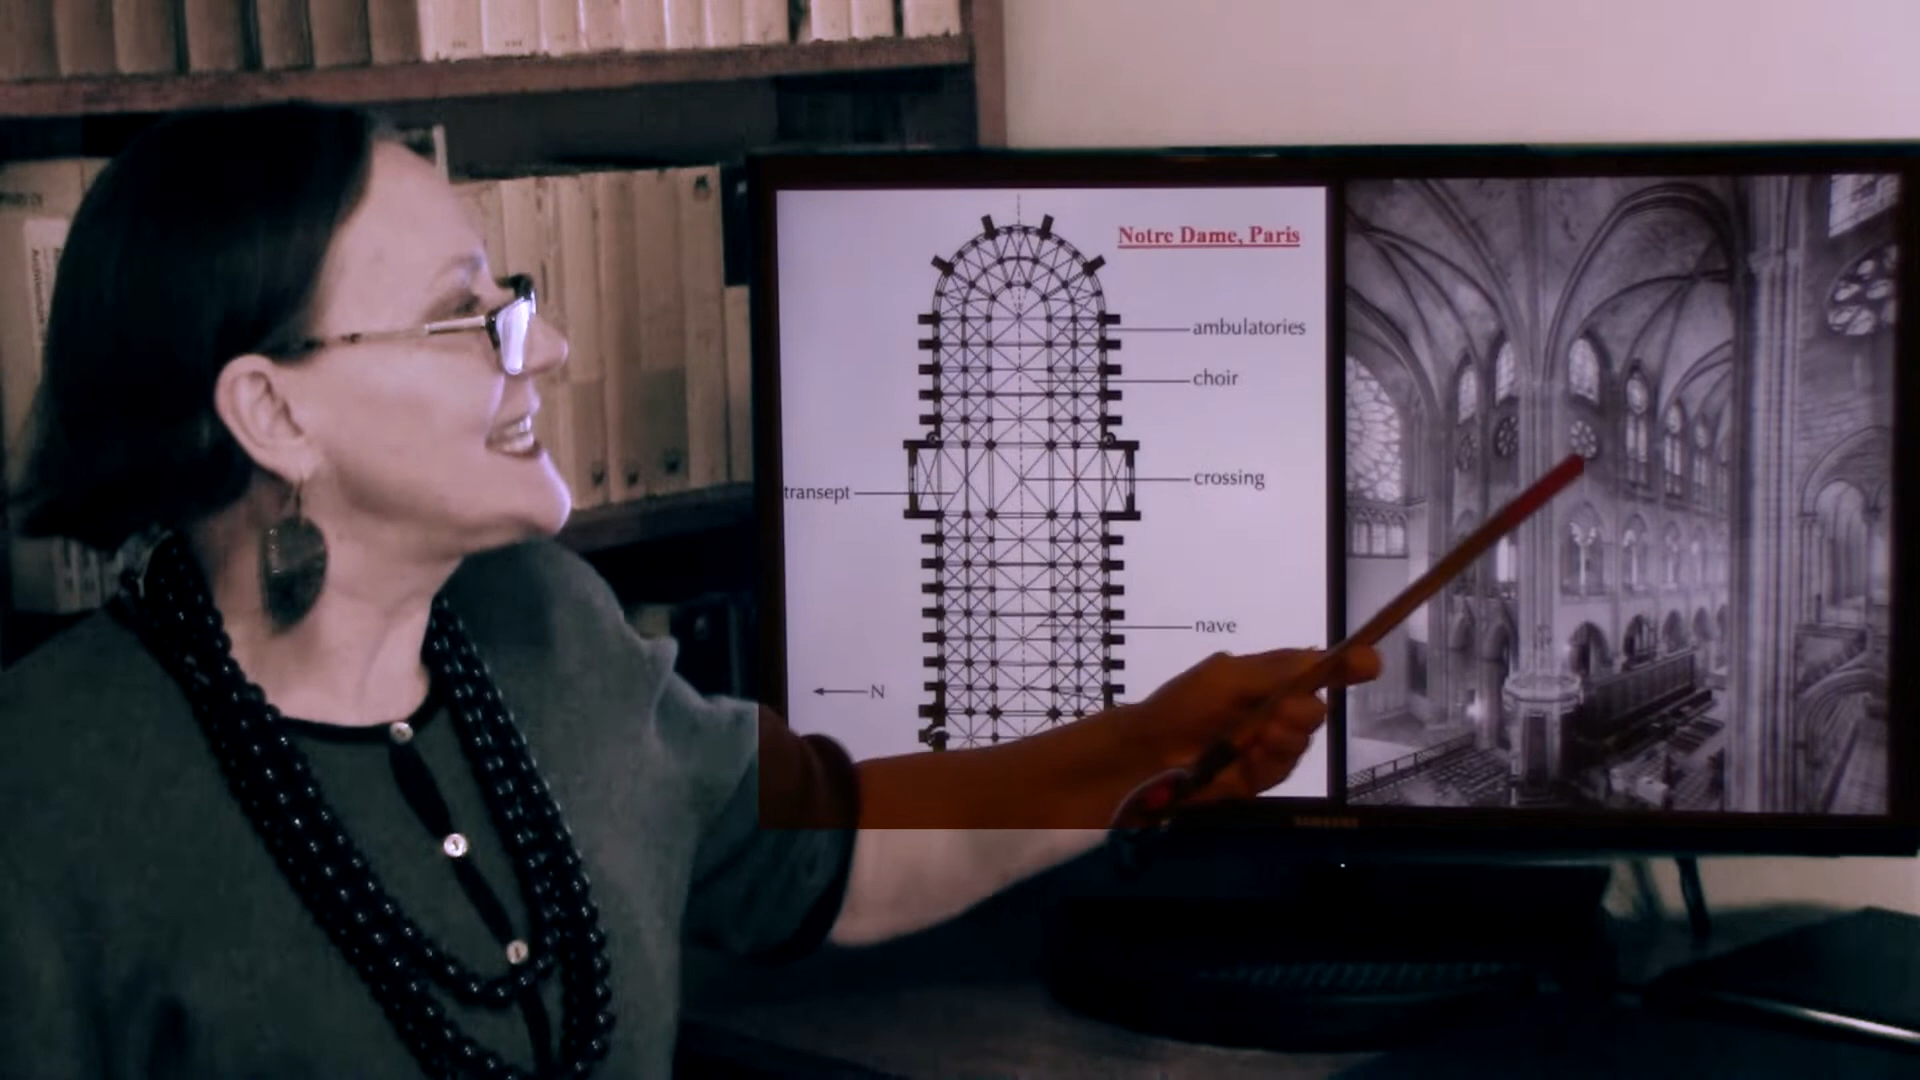 Notre Dame, Paris
ambulatories
choir
crossing
transept
nave
N
SAMSUNG